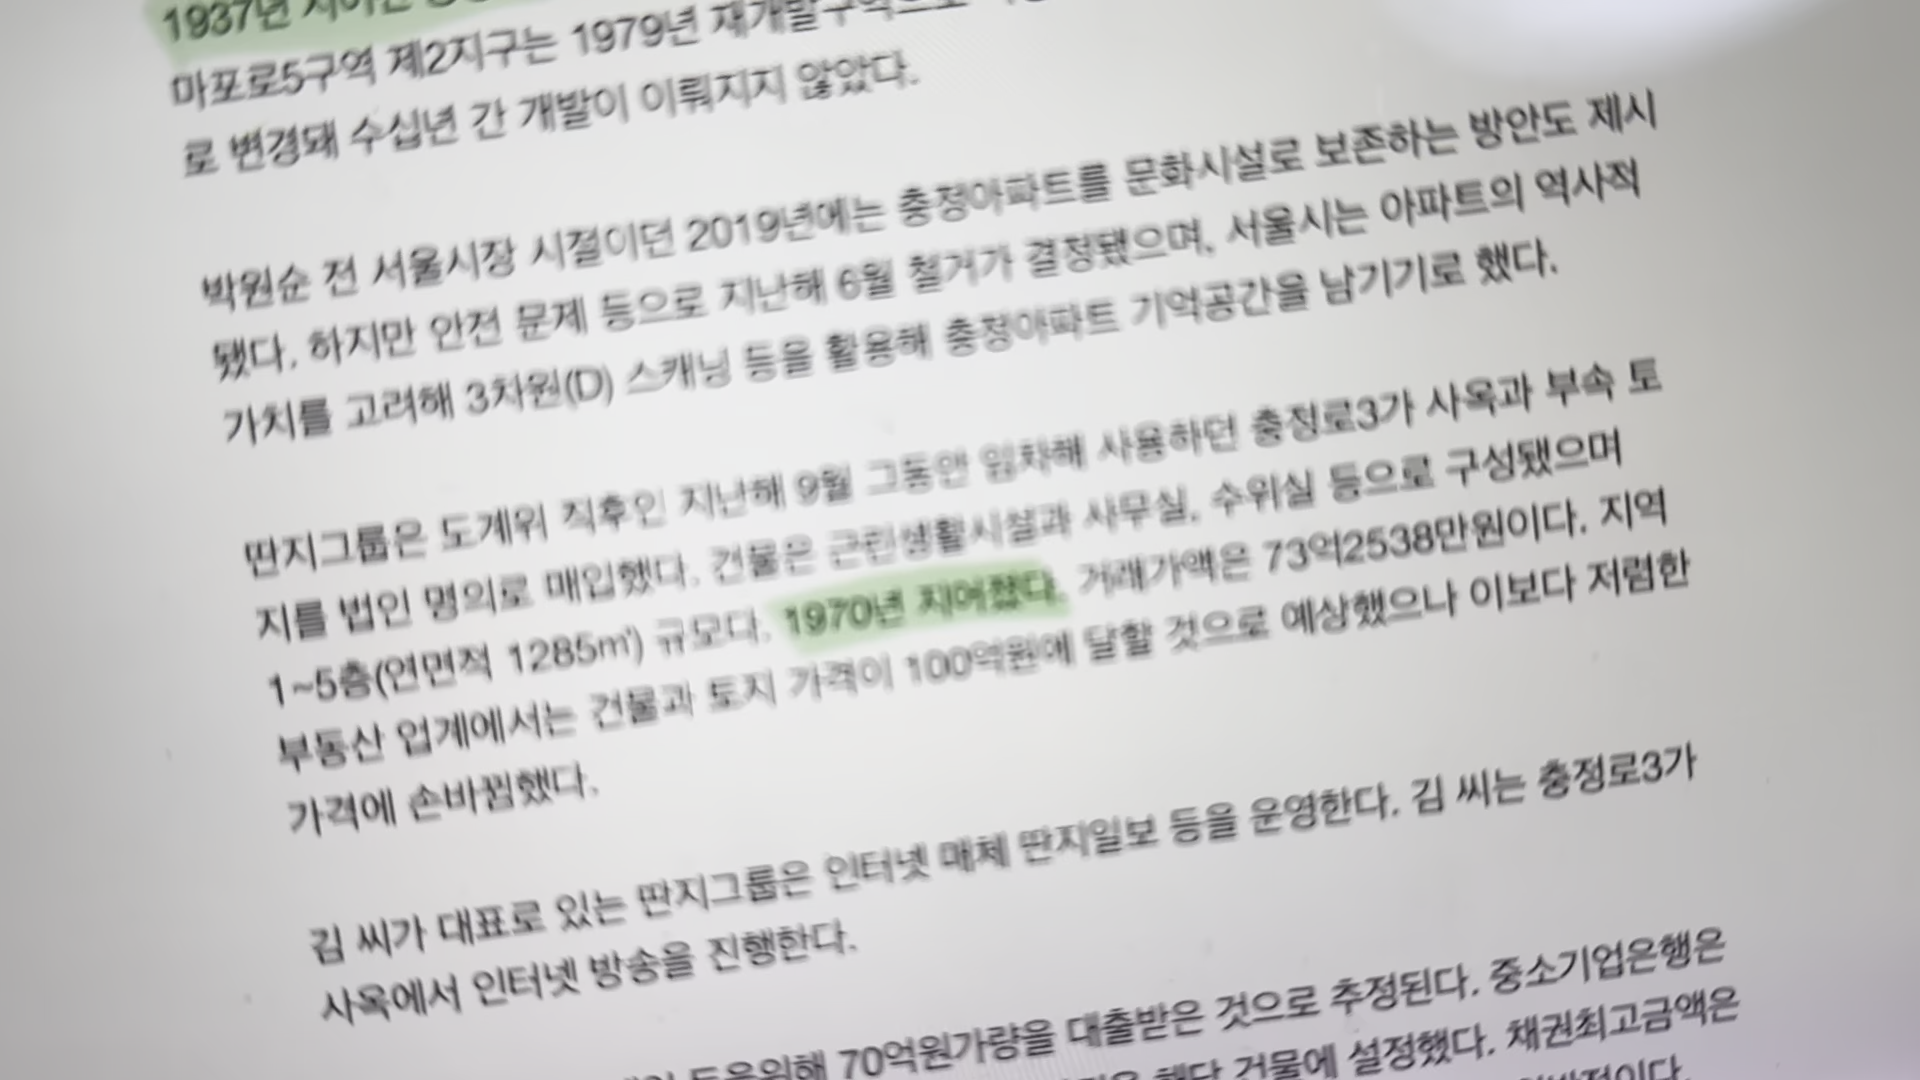 1937년
마포로5구역 제2지구는 1979년 재개발구역으로
로 변경돼 수십년 간 개발이 이뤄지지 않았다.
박원순 전 서울시장 시절이던 2019년에는 충정아파트를 문화시설로 보존하는 방안도 제시
됐다. 하지만 안전 문제 등으로 지난해 6월 철거가 결정됐으며, 서울시는 아파트의 역사적
가치를 고려해 3차원(D) 스캐닝 등을 활용해 충정아파트 기억공간을 남기기로 했다.
딴지그룹은 도계위 직후인 지난해 9월 그동안 임차해 사용하던 충정로3가 사옥과 부속 토
지를 법인 명의로 매입했다. 건물은 근린생활시설과 사무실, 수위실 등으로 구성됐으며
1~5층(연면적 1285㎡) 규모다. 1970년 지어졌다. 거래가액은 73억2538만원이다. 지역
부동산 업계에서는 건물과 토지 가격이 100억원에 달할 것으로 예상했으나 이보다 저렴한
가격에 손바뀜했다.
김 씨가 대표로 있는 딴지그룹은 인터넷 매체 딴지일보 등을 운영한다. 김 씨는 충정로3가
사옥에서 인터넷 방송을 진행한다.
70억원가량을 대출받은 것으로 추정된다. 중소기업은행은
해당 건물에 설정했다. 채권최고금액은